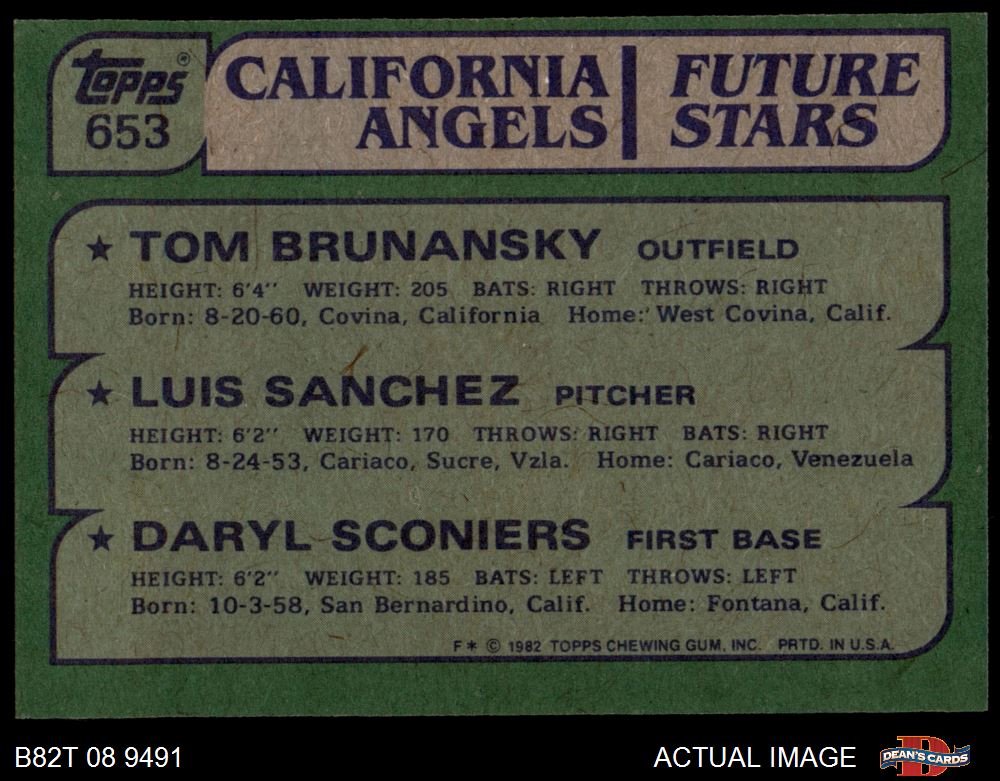 topps®
653
CALIFORNIA ANGELS
FUTURE STARS
★ TOM BRUNANSKY OUTFIELD
HEIGHT: 6'4" WEIGHT: 205 BATS: RIGHT THROWS: RIGHT
Born: 8-20-60, Covina, California Home: West Covina, Calif.
★ LUIS SANCHEZ PITCHER
HEIGHT: 6'2" WEIGHT: 170 THROWS: RIGHT BATS: RIGHT
Born: 8-24-53, Cariaco, Sucre, Vzla. Home: Cariaco, Venezuela
★ DARYL SCONIERS FIRST BASE
HEIGHT: 6'2" WEIGHT: 185 BATS: LEFT THROWS: LEFT
Born: 10-3-58, San Bernardino, Calif. Home: Fontana, Calif.
F* © 1982 TOPPS CHEWING GUM, INC. PRTD. IN U.S.A.
B82T 08 9491
ACTUAL IMAGE
DEAN'S CARDS